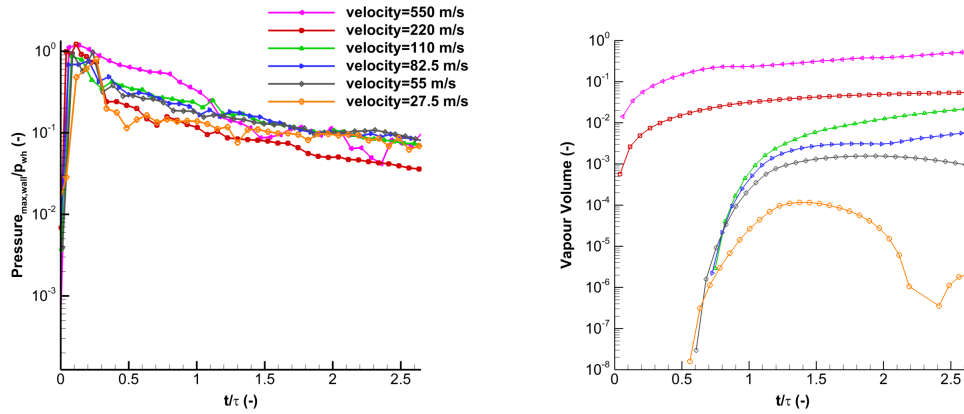 velocity=550 m/s
velocity=220 m/s
velocity=110 m/s
velocity=82.5 m/s
velocity=55 m/s
velocity=27.5 m/s
10⁰
10⁻¹
10⁻²
10⁻³
Pressure_max,wall/p_wh (-)
0 0.5 1 1.5 2 2.5
t/τ (-)
10⁰
10⁻¹
10⁻²
10⁻³
10⁻⁴
10⁻⁵
10⁻⁶
10⁻⁷
10⁻⁸
Vapour Volume (-)
0 0.5 1 1.5 2 2.5
t/τ (-)